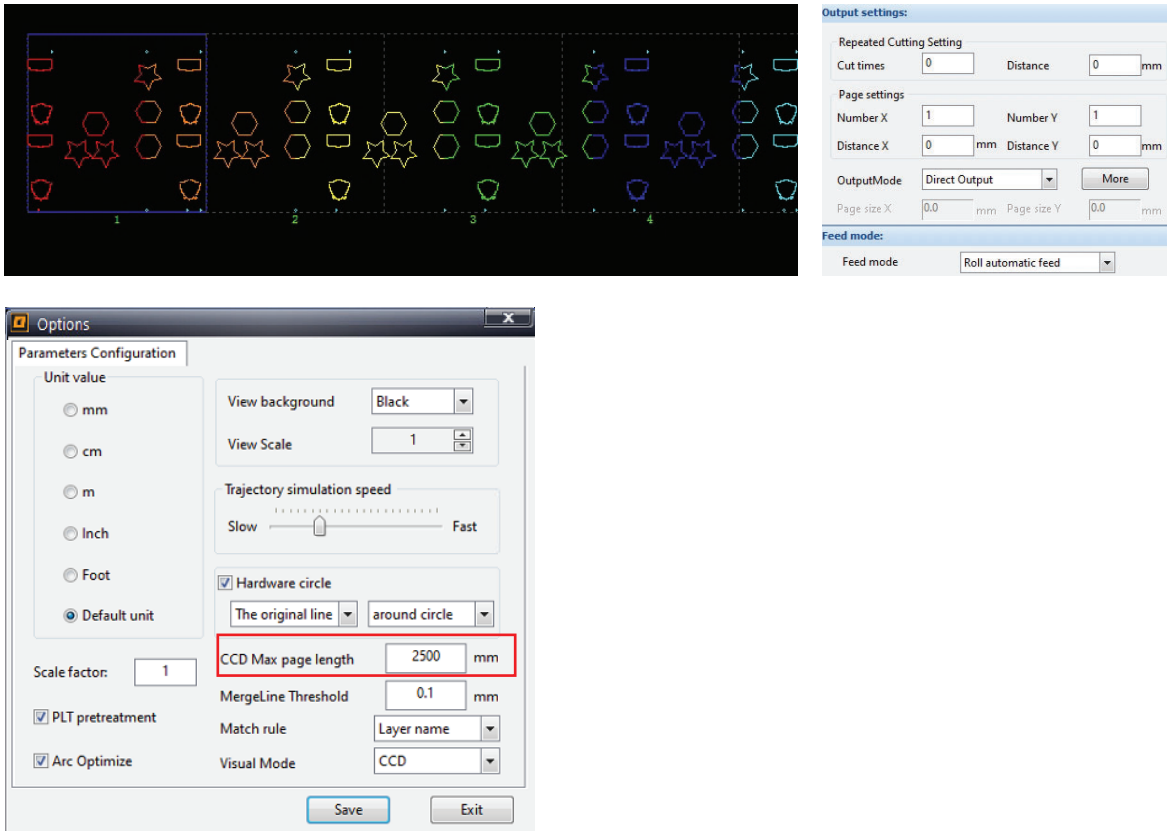 1 2 3 4
Output settings:
Repeated Cutting Setting
Cut times 0 Distance 0 mm
Page settings
Number X 1 Number Y 1
Distance X 0 mm Distance Y 0 mm
OutputMode Direct Output More
Page size X 0.0 mm Page size Y 0.0 mm
Feed mode:
Feed mode Roll automatic feed
Options
Parameters Configuration
Unit value
mm
cm
m
Inch
Foot
Default unit
Scale factor: 1
PLT pretreatment
Arc Optimize
View background Black
View Scale 1
Trajectory simulation speed
Slow Fast
Hardware circle
The original line around circle
CCD Max page length 2500 mm
MergeLine Threshold 0.1 mm
Match rule Layer name
Visual Mode CCD
Save Exit